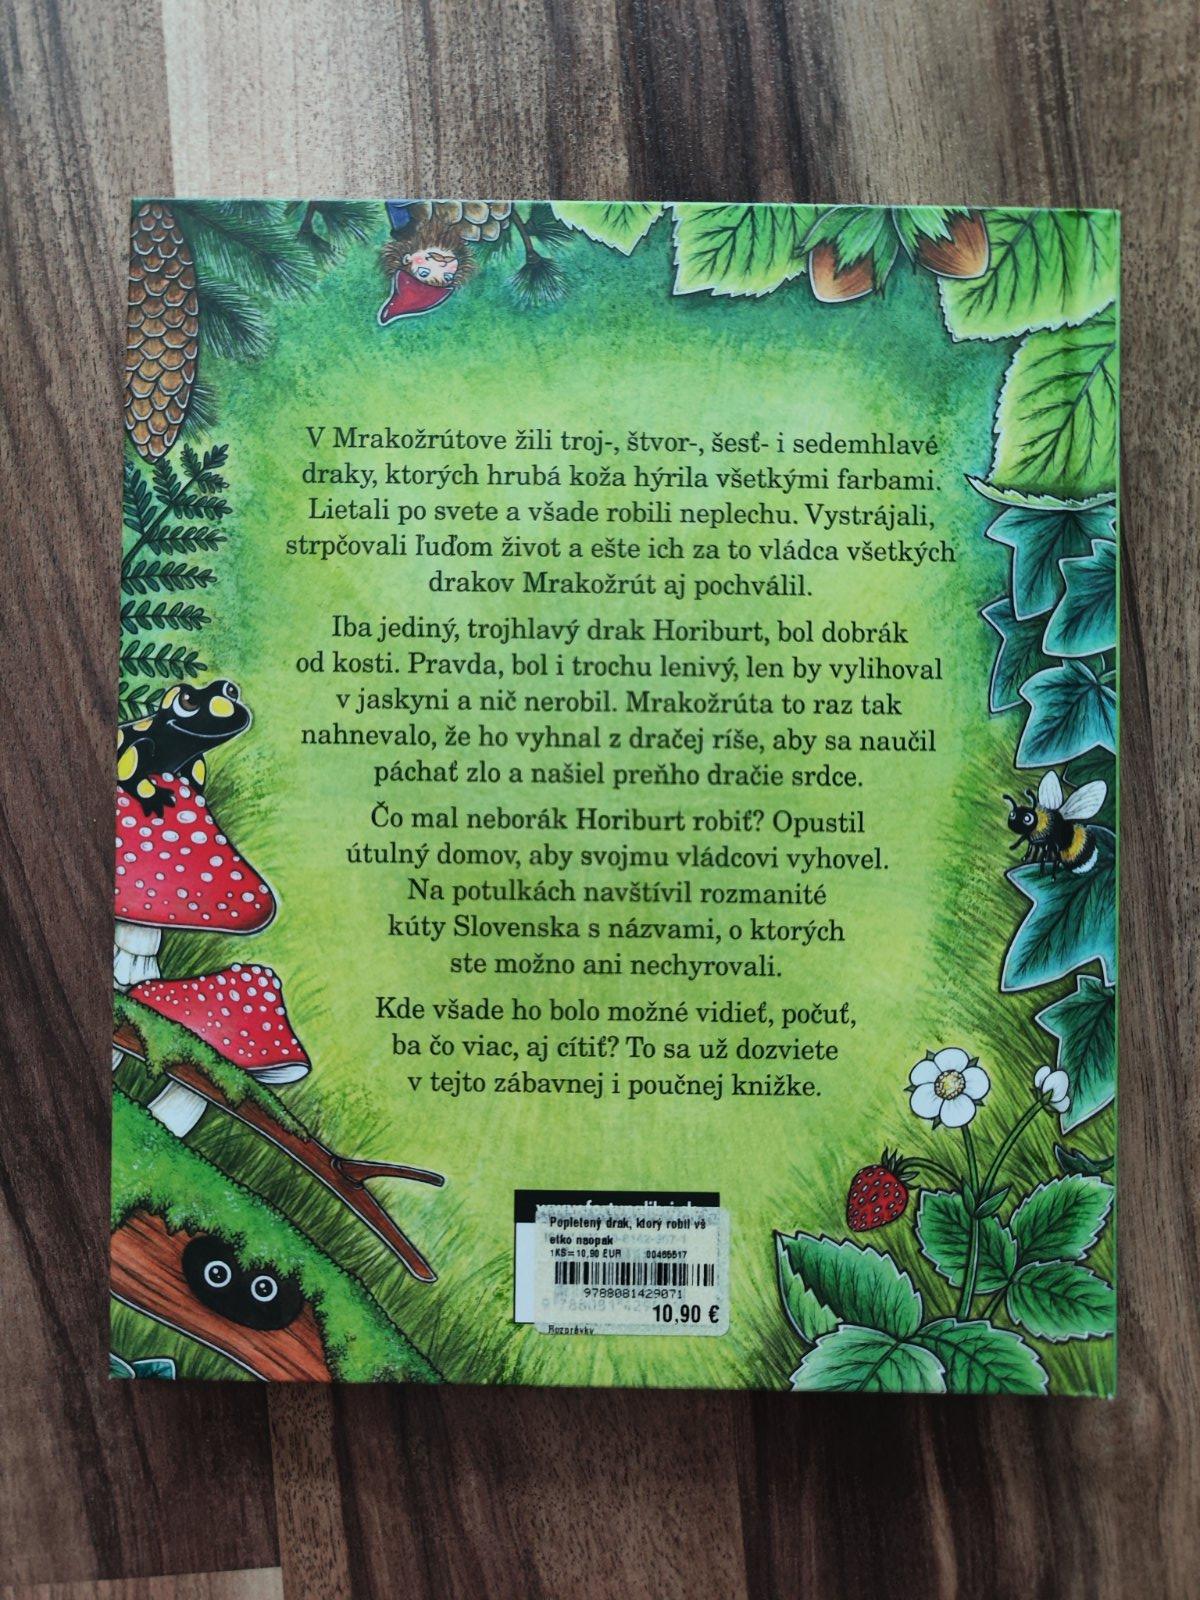 V Mrakožrútove žili troj-, štvor-, šesť- i sedemhlavé
draky, ktorých hrubá koža hýrila všetkými farbami.
Lietali po svete a všade robili neplechu. Vystrájali,
strpčovali ľuďom život a ešte ich za to vládca všetkých
drakov Mrakožrút aj pochválil.
Iba jediný, trojhlavý drak Horiburt, bol dobrák
od kosti. Pravda, bol i trochu lenivý, len by vylihoval
v jaskyni a nič nerobil. Mrakožrúta to raz tak
nahnevalo, že ho vyhnal z dračej ríše, aby sa naučil
páchať zlo a našiel preňho dračie srdce.
Čo mal neborák Horiburt robiť? Opustil
útulný domov, aby svojmu vládcovi vyhovel.
Na potulkách navštívil rozmanité
kúty Slovenska s názvami, o ktorých
ste možno ani nechyrovali.
Kde všade ho bolo možné vidieť, počuť,
ba čo viac, aj cítiť? To sa už dozviete
v tejto zábavnej i poučnej knižke.
Popletený drak, ktorý robil vš
etko naopak
1KS=10,90 EUR 00465517
9788081429071
10,90 €
Rozprávky